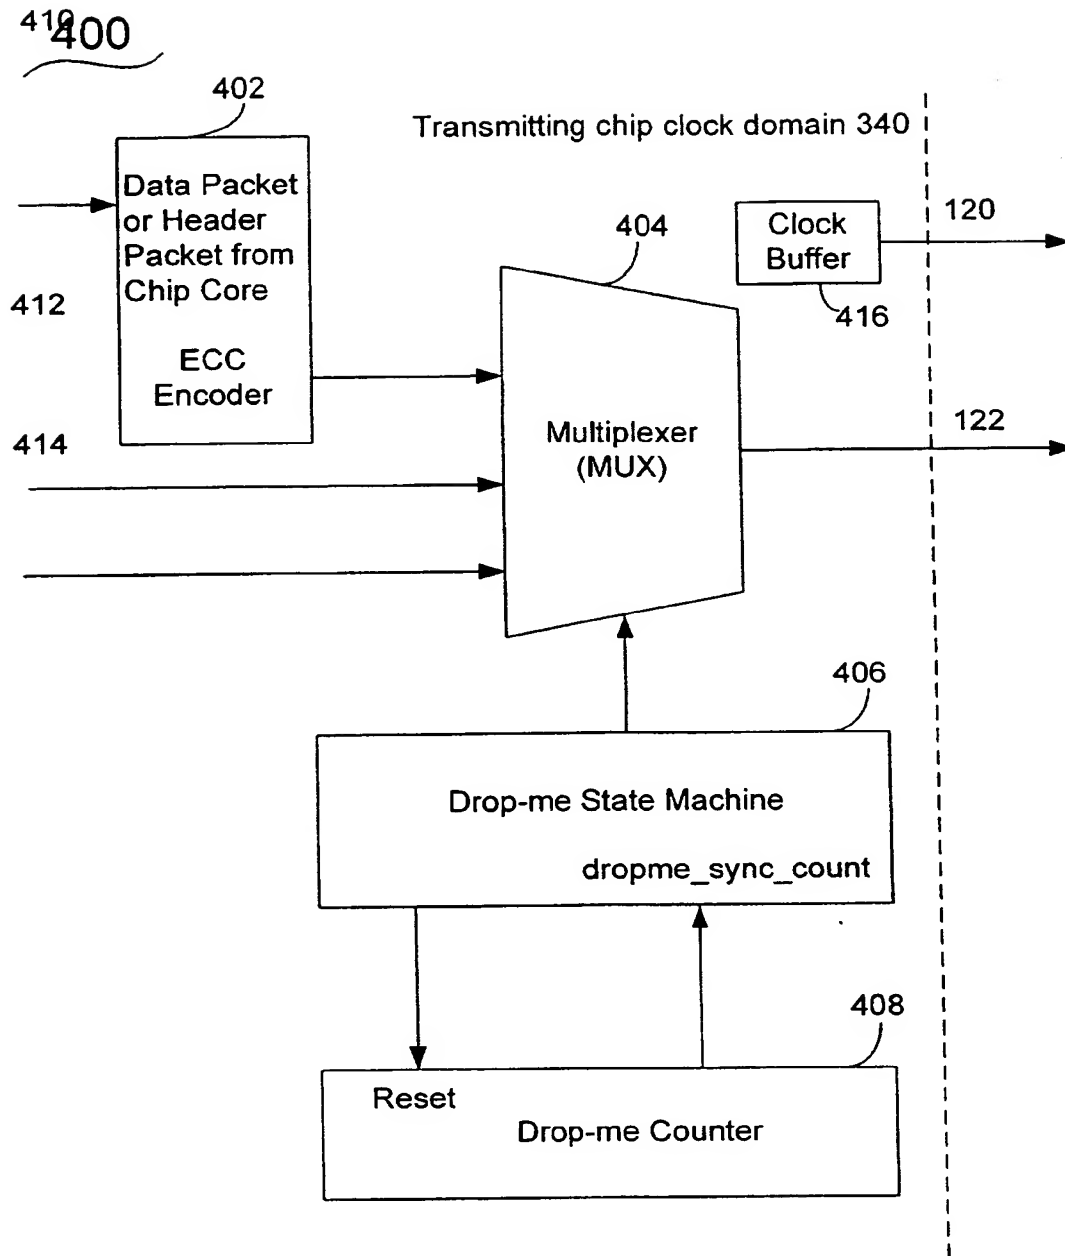 410
400
402
Transmitting chip clock domain 340
Data Packet
or Header
Packet from
Chip Core
ECC
Encoder
404
Clock
Buffer
120
416
412
414
Multiplexer
(MUX)
122
406
Drop-me State Machine
dropme_sync_count
408
Reset
Drop-me Counter